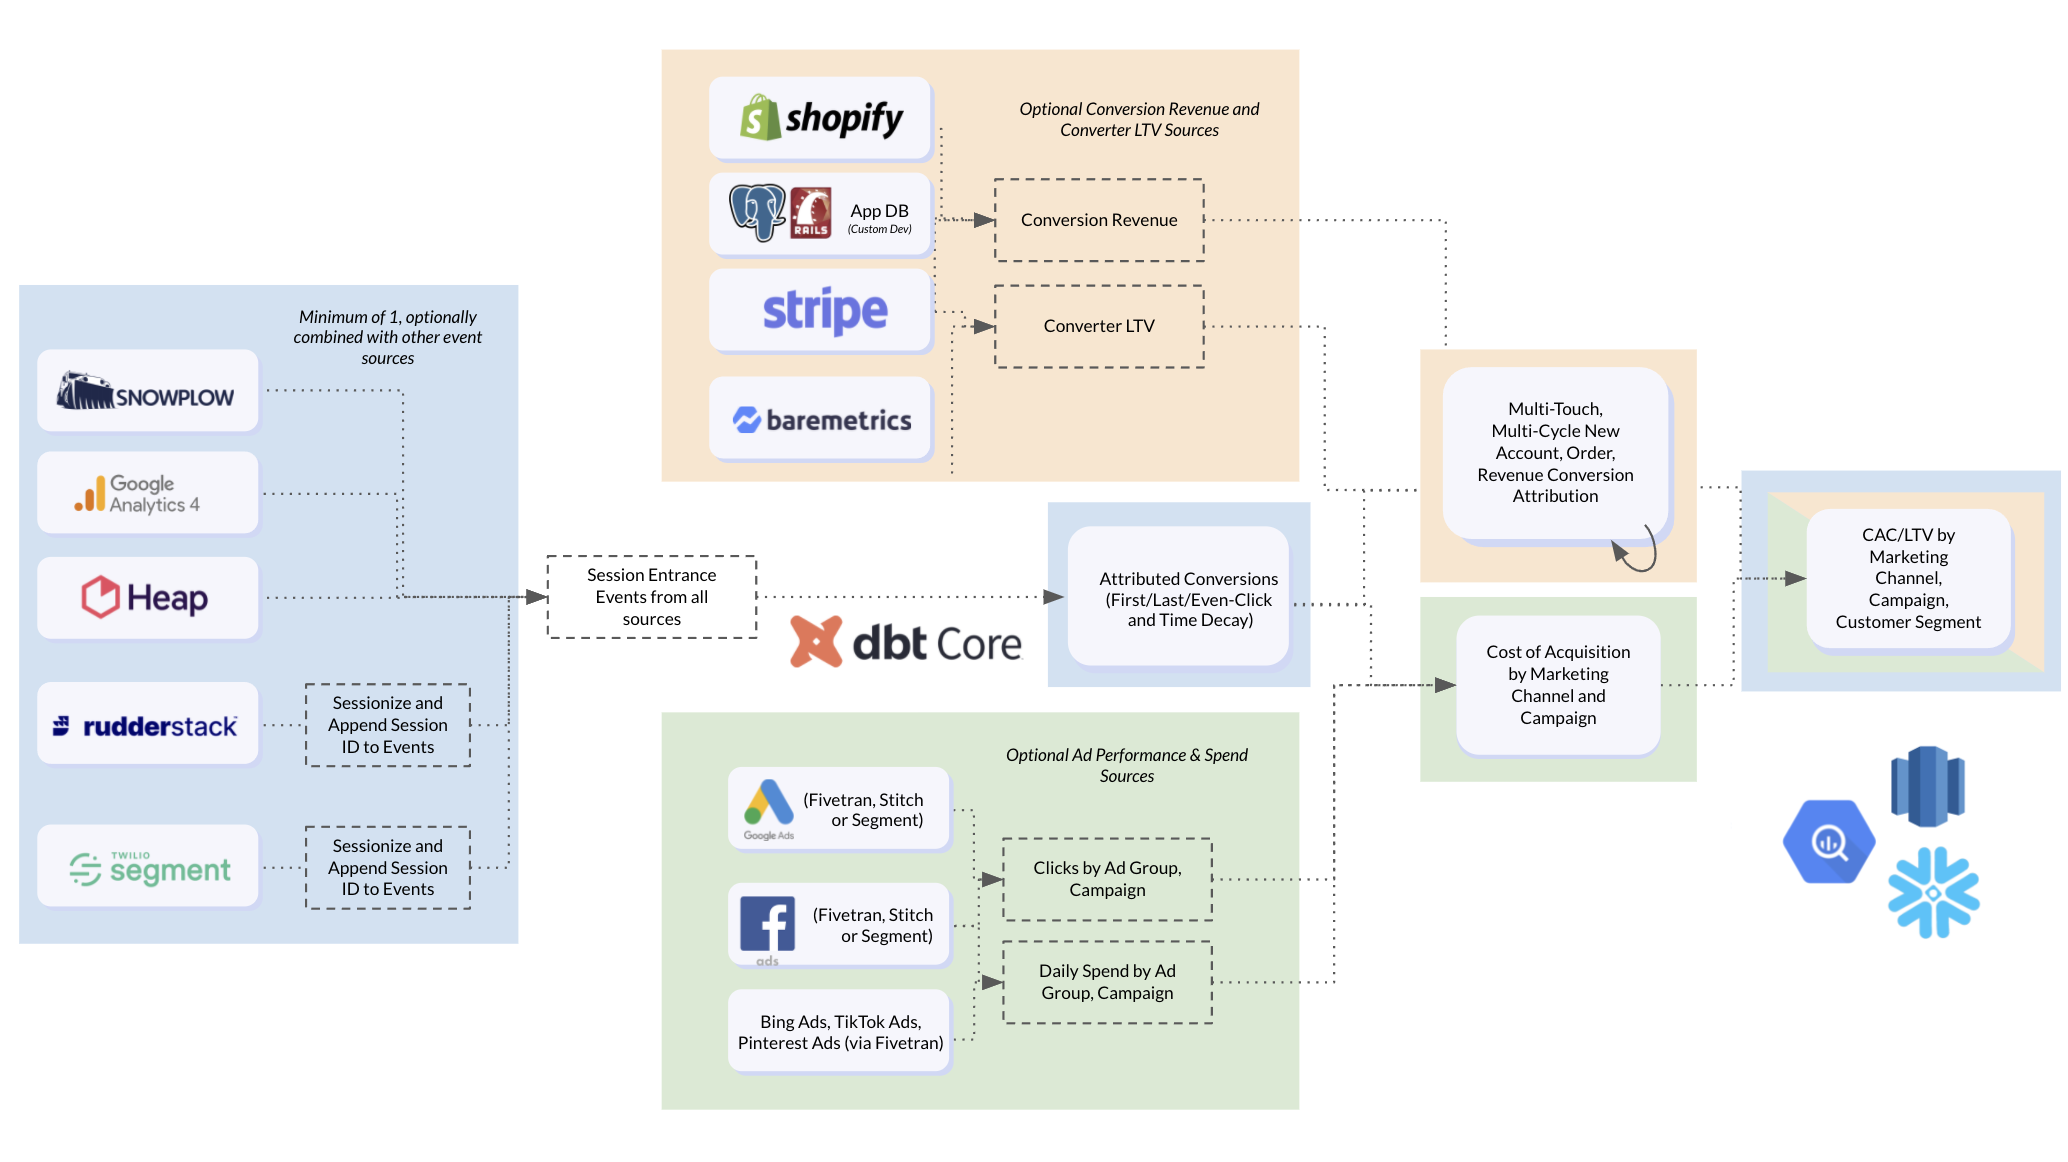 Minimum of 1, optionally
combined with other event
sources
SNOWPLOW
Google
Analytics 4
Heap
rudderstack
Sessionize and
Append Session
ID to Events
TWILIO
segment
Sessionize and
Append Session
ID to Events
Session Entrance
Events from all
sources
dbt Core
Optional Conversion Revenue and
Converter LTV Sources
shopify
App DB
(Custom Dev)
RAILS
stripe
baremetrics
Conversion Revenue
Converter LTV
Attributed Conversions
(First/Last/Even-Click
and Time Decay)
Optional Ad Performance & Spend
Sources
Google Ads
(Fivetran, Stitch
or Segment)
f
ads
(Fivetran, Stitch
or Segment)
Bing Ads, TikTok Ads,
Pinterest Ads (via Fivetran)
Clicks by Ad Group,
Campaign
Daily Spend by Ad
Group, Campaign
Multi-Touch,
Multi-Cycle New
Account, Order,
Revenue Conversion
Attribution
Cost of Acquisition
by Marketing
Channel and
Campaign
CAC/LTV by
Marketing
Channel,
Campaign,
Customer Segment